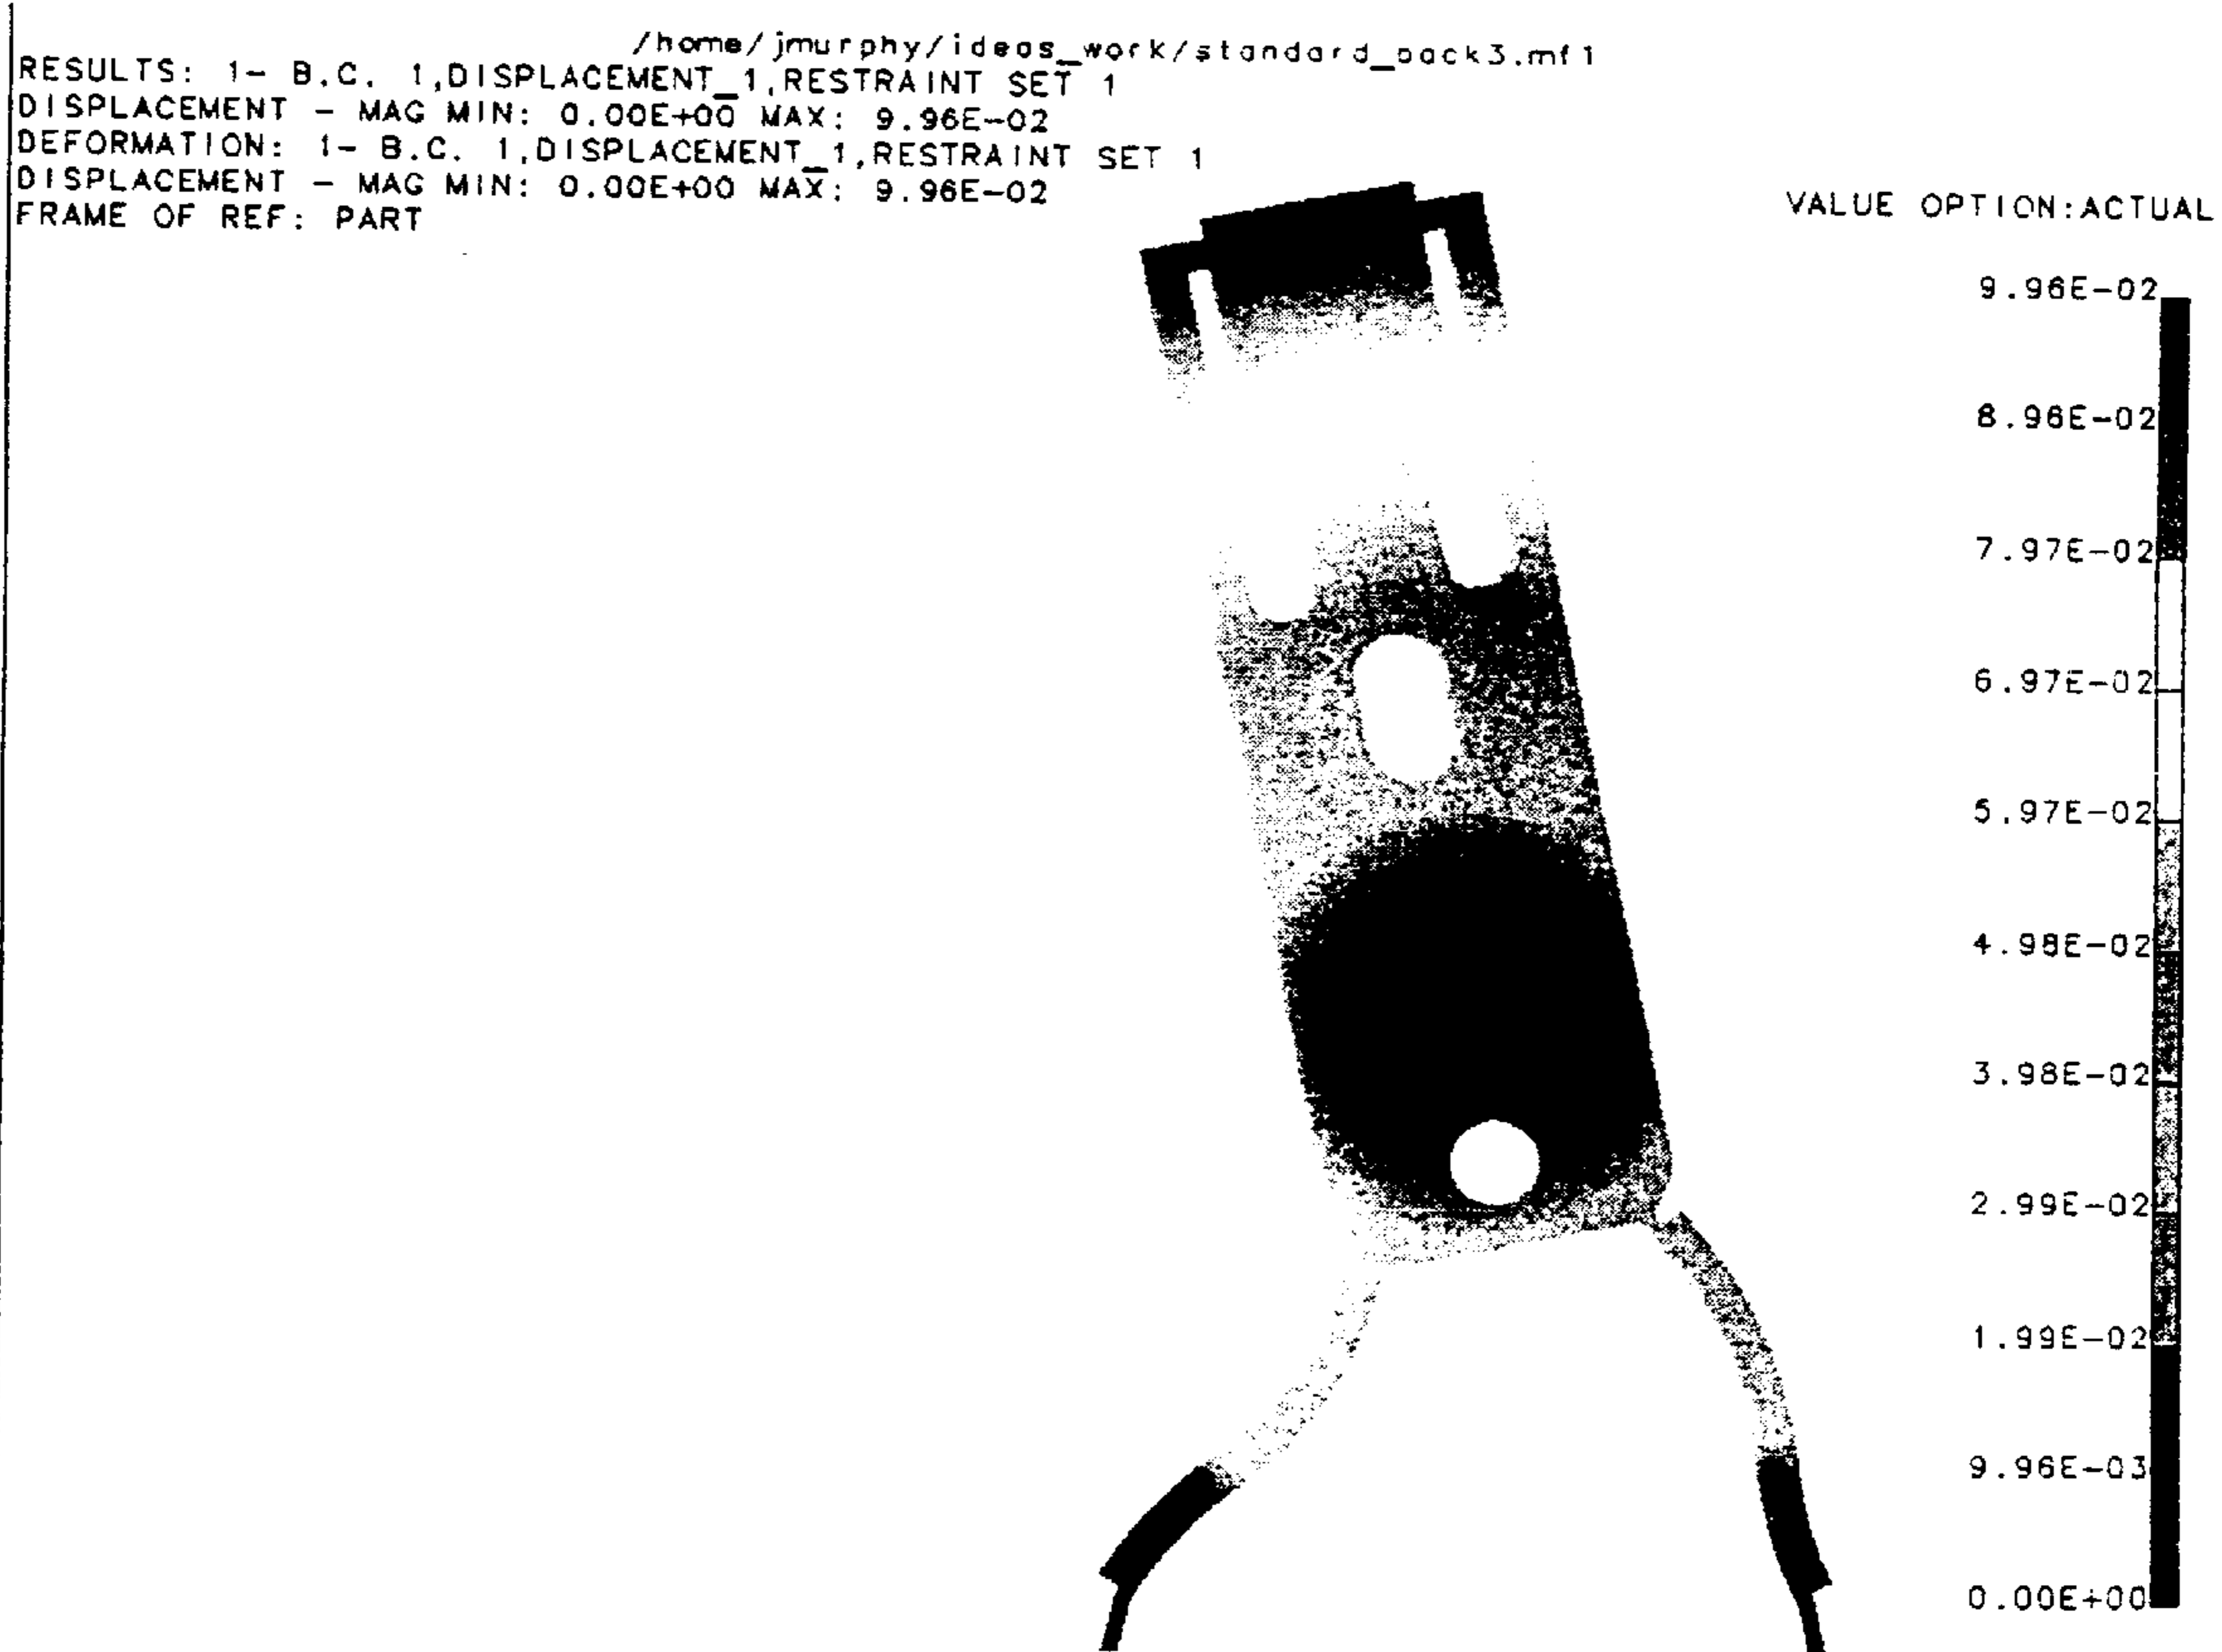 /home/jmurphy/ideas_work/standard_pack3.mf1
RESULTS: 1- B.C. 1,DISPLACEMENT_1,RESTRAINT SET 1
DISPLACEMENT - MAG MIN: 0.00E+00 MAX: 9.96E-02
DEFORMATION: 1- B.C. 1,DISPLACEMENT_1,RESTRAINT SET 1
DISPLACEMENT - MAG MIN: 0.00E+00 MAX: 9.96E-02
FRAME OF REF: PART
VALUE OPTION:ACTUAL
9.96E-02
8.96E-02
7.97E-02
6.97E-02
5.97E-02
4.98E-02
3.98E-02
2.99E-02
1.99E-02
9.96E-03
0.00E+00